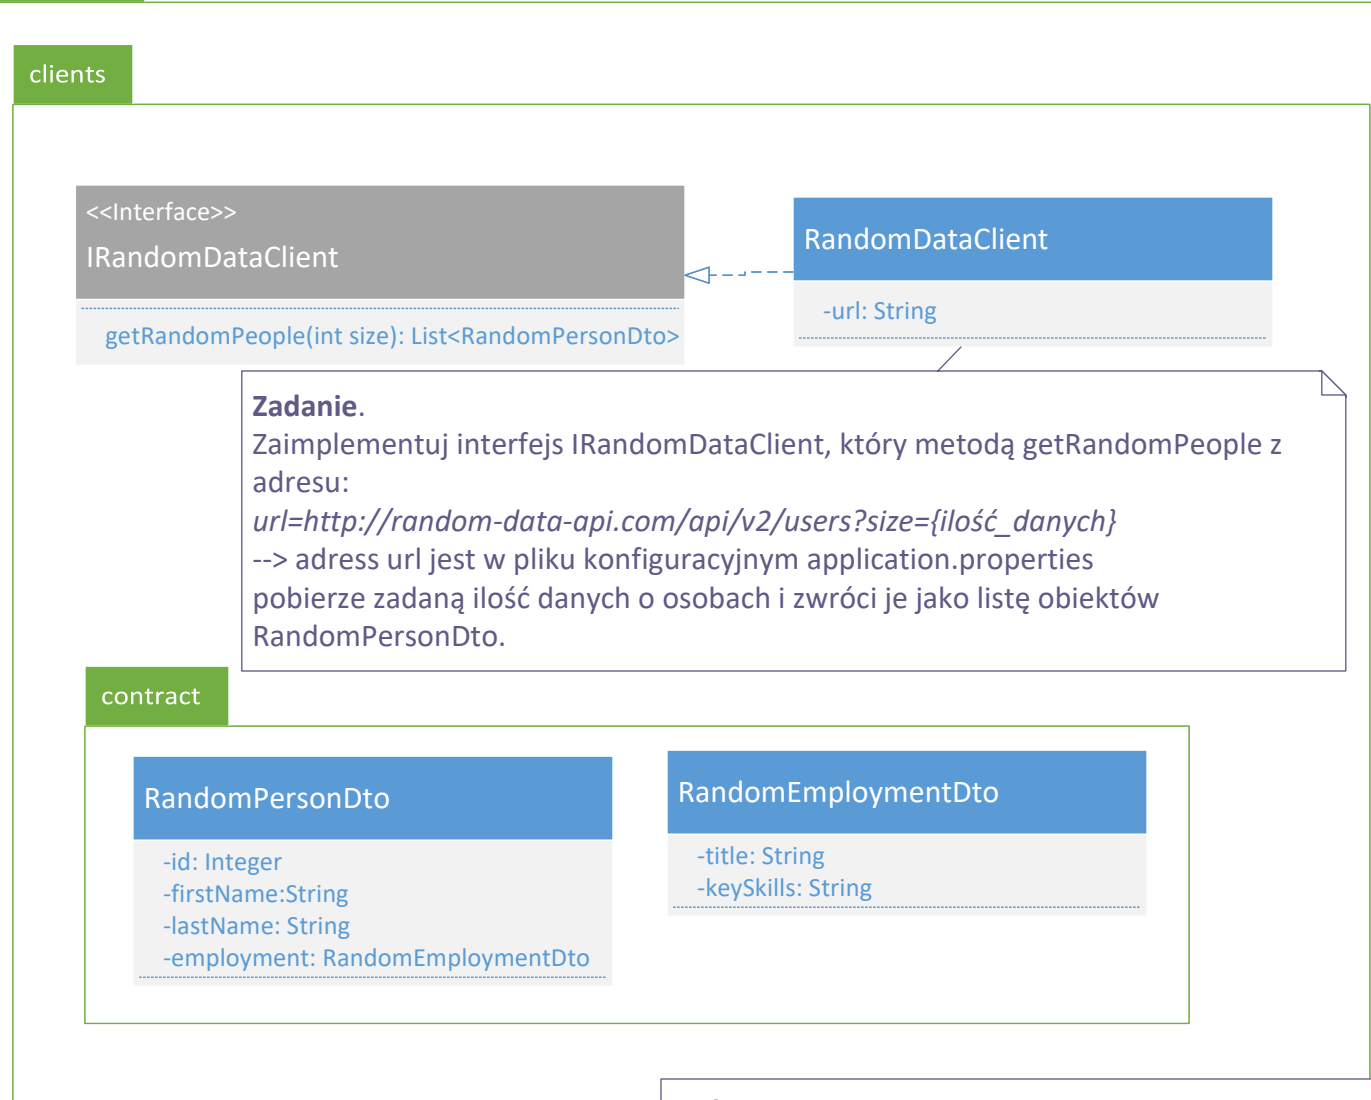 clients
<<Interface>>
IRandomDataClient
getRandomPeople(int size): List<RandomPersonDto>
RandomDataClient
-url: String
Zadanie.
Zaimplementuj interfejs IRandomDataClient, który metodą getRandomPeople z
adresu:
url=http://random-data-api.com/api/v2/users?size={ilość_danych}
--> adress url jest w pliku konfiguracyjnym application.properties
pobierze zadaną ilość danych o osobach i zwróci je jako listę obiektów
RandomPersonDto.
contract
RandomPersonDto
-id: Integer
-firstName:String
-lastName: String
-employment: RandomEmploymentDto
RandomEmploymentDto
-title: String
-keySkills: String